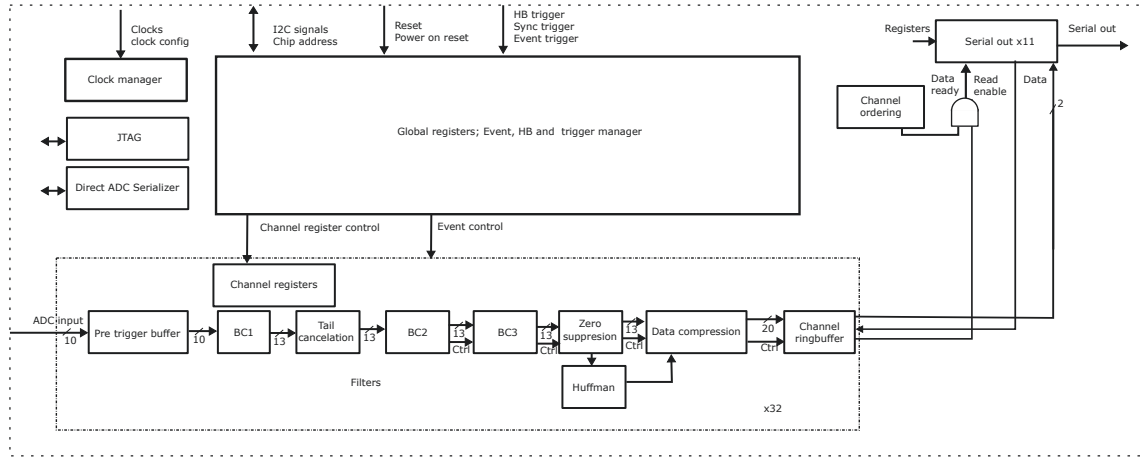 Clocks
clock config
I2C signals
Chip address
Reset
Power on reset
HB trigger
Sync trigger
Event trigger
Registers
Serial out x11
Serial out
Clock manager
Data
ready
Read
enable
Data
2
Channel
ordering
JTAG
Global registers; Event, HB and trigger manager
Direct ADC Serializer
Channel register control
Event control
Channel registers
ADC input
10
Pre trigger buffer
10
BC1
13
Tail
cancelation
13
BC2
13
Ctrl
BC3
13
Ctrl
Zero
suppresion
13
Ctrl
Data compression
20
Ctrl
Channel
ringbuffer
Filters
Huffman
x32